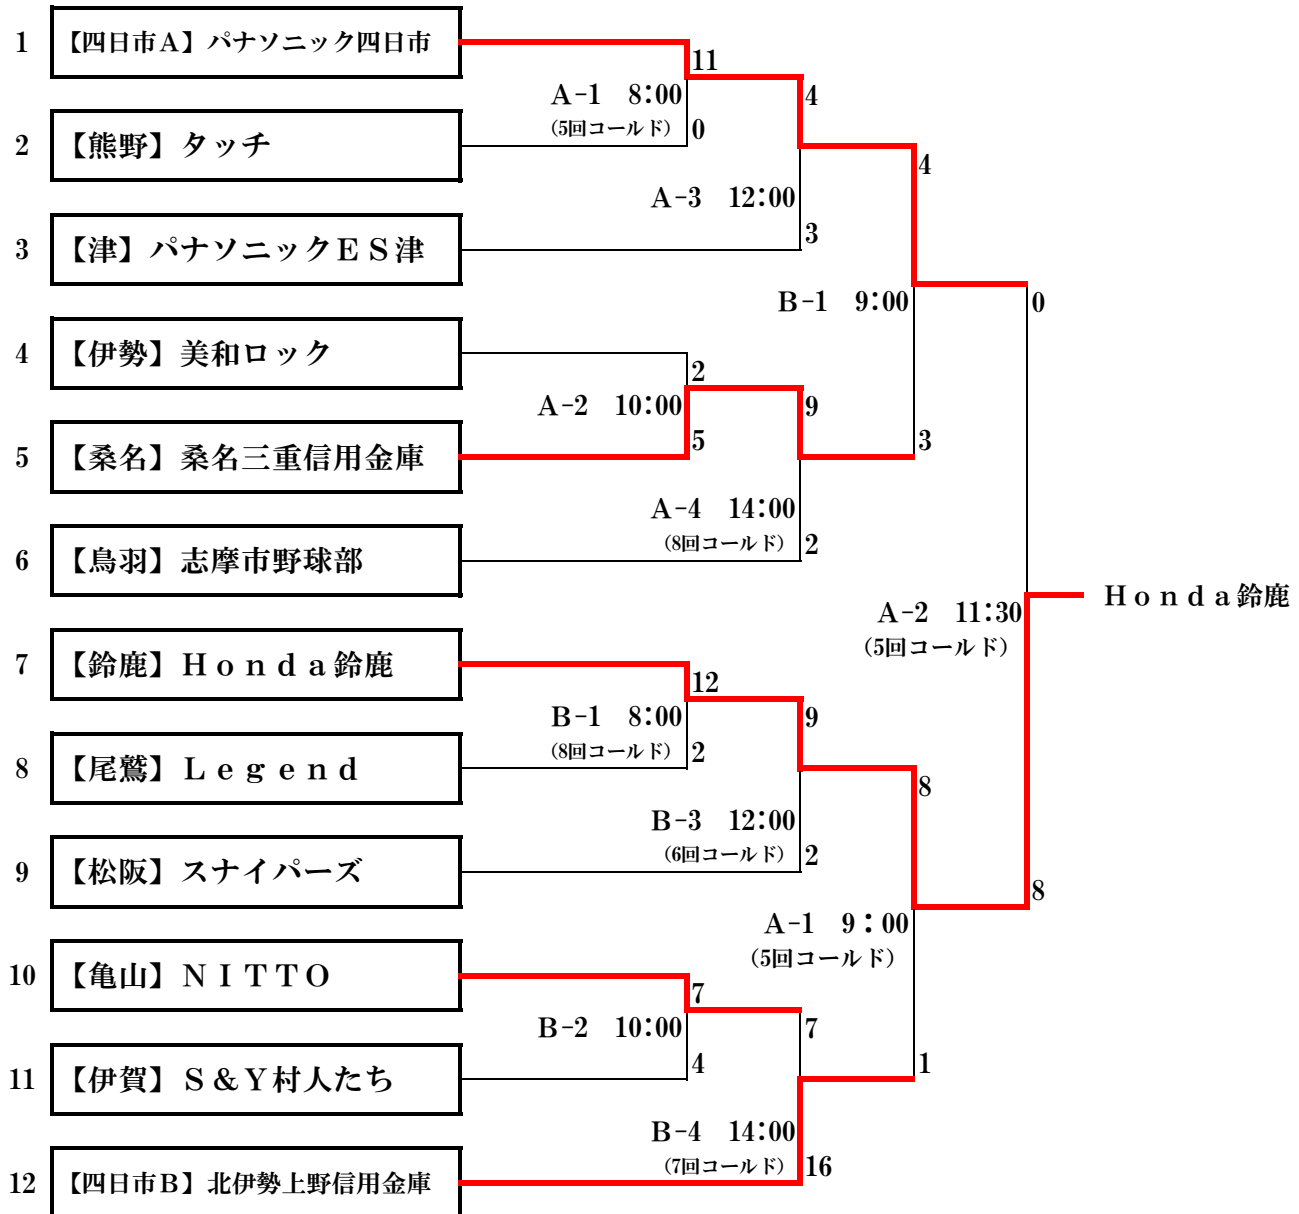 1 【四日市Ａ】パナソニック四日市
11
A-1 8:00
4
(5回コールド) 0
2 【熊野】タッチ
4
A-3 12:00
3
3 【津】パナソニックＥＳ津
B-1 9:00
0
4 【伊勢】美和ロック
2
A-2 10:00
9
5
3
5 【桑名】桑名三重信用金庫
A-4 14:00
(8回コールド) 2
6 【鳥羽】志摩市野球部
A-2 11:30
(5回コールド)
Ｈｏｎｄａ鈴鹿
7 【鈴鹿】Ｈｏｎｄａ鈴鹿
12
B-1 8:00
9
(8回コールド) 2
8 【尾鷲】Ｌｅｇｅｎｄ
8
B-3 12:00
(6回コールド) 2
9 【松阪】スナイパーズ
8
A-1 9：00
(5回コールド)
10 【亀山】ＮＩＴＴＯ
7
B-2 10:00
7
4
1
11 【伊賀】Ｓ＆Ｙ村人たち
B-4 14:00
(7回コールド) 16
12 【四日市Ｂ】北伊勢上野信用金庫